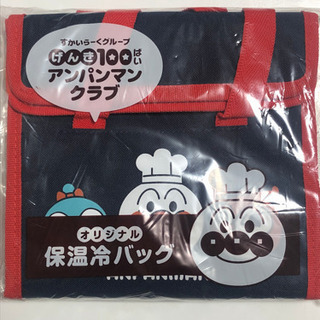 すかいらーくグループ
げんき100ぱい
アンパンマン
クラブ
オリジナル
保温冷バッグ